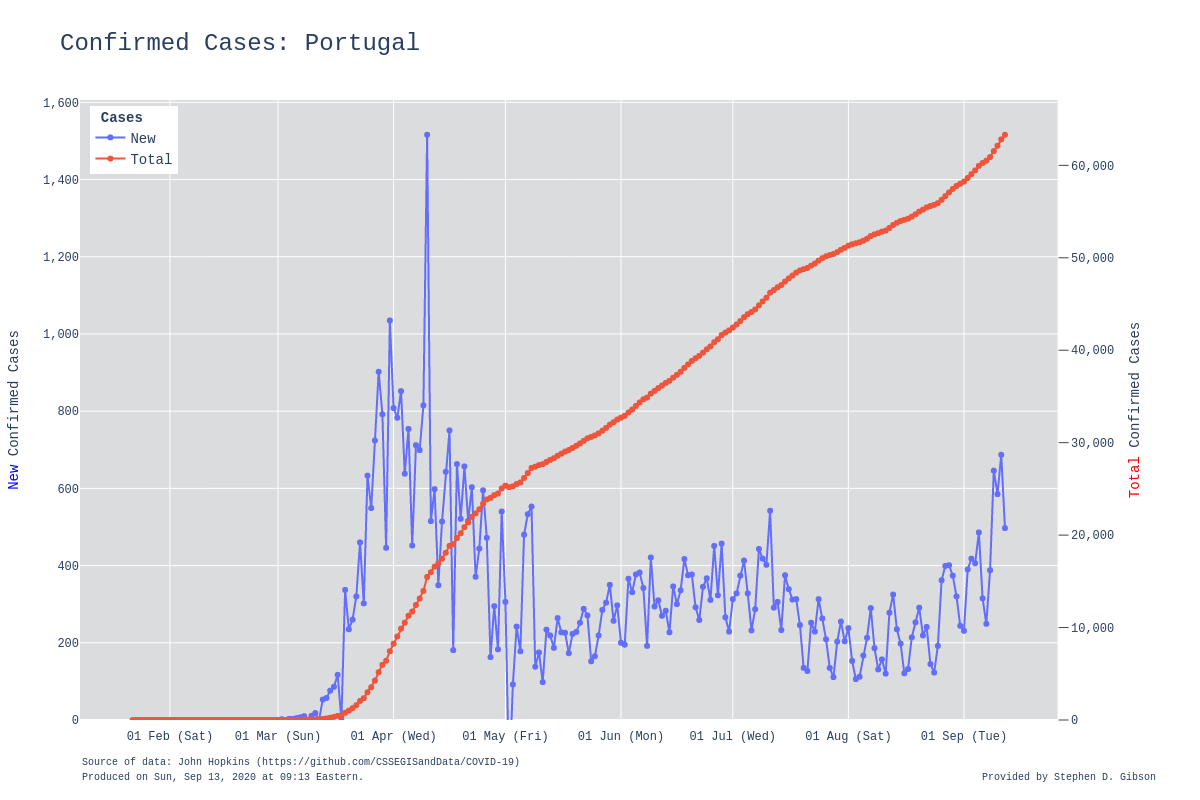 Confirmed Cases: Portugal
Cases
New
Total
1,600
1,400
1,200
1,000
800
600
400
200
0
New Confirmed Cases
60,000
50,000
40,000
30,000
20,000
10,000
0
Total Confirmed Cases
01 Feb (Sat)
01 Mar (Sun)
01 Apr (Wed)
01 May (Fri)
01 Jun (Mon)
01 Jul (Wed)
01 Aug (Sat)
01 Sep (Tue)
Source of data: John Hopkins (https://github.com/CSSEGISandData/COVID-19)
Produced on Sun, Sep 13, 2020 at 09:13 Eastern.
Provided by Stephen D. Gibson